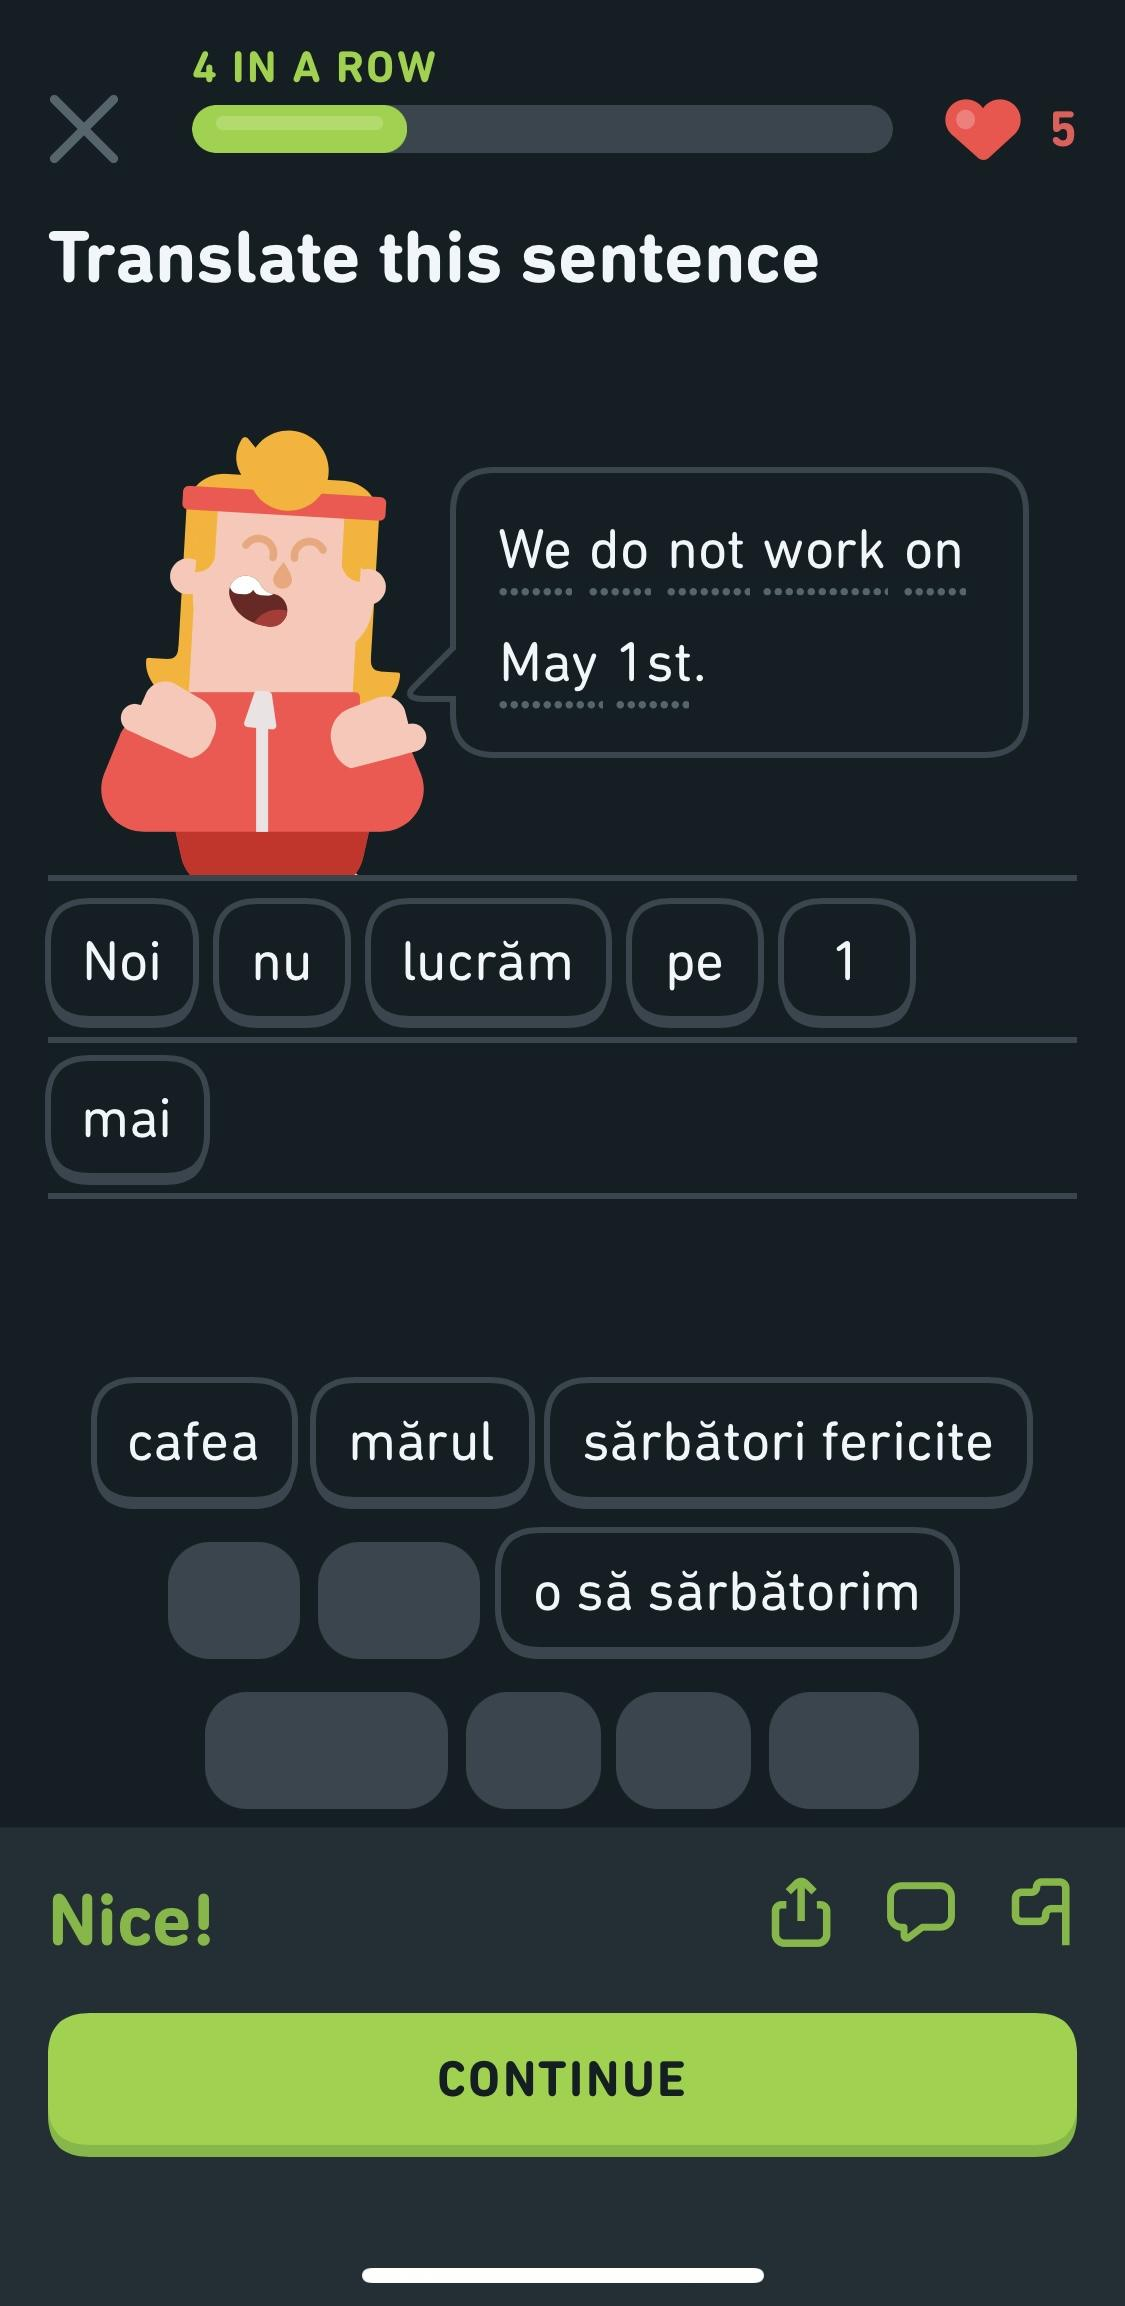 4 IN A ROW
5
Translate this sentence
We do not work on
May 1st.
Noi nu lucrăm pe 1
mai
cafea mărul sărbători fericite
o să sărbătorim
Nice!
CONTINUE